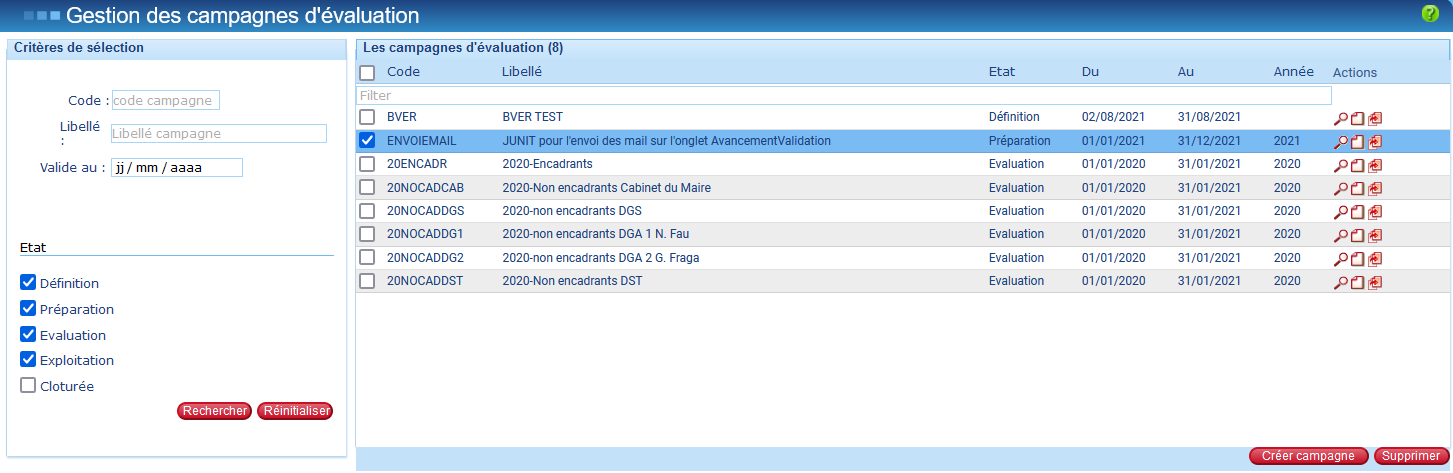 Gestion des campagnes d'évaluation
Critères de sélection
Code : code campagne
Libellé : Libellé campagne
Valide au : jj / mm / aaaa
Etat
Définition
Préparation
Evaluation
Exploitation
Cloturée
Rechercher Réinitialiser
Les campagnes d'évaluation (8)
Code Libellé Etat Du Au Année Actions
Filter
BVER BVER TEST Définition 02/08/2021 31/08/2021
ENVOIEMAIL JUNIT pour l'envoi des mail sur l'onglet AvancementValidation Préparation 01/01/2021 31/12/2021 2021
20ENCADR 2020-Encadrants Evaluation 01/01/2020 31/01/2021 2020
20NOCADCAB 2020-Non encadrants Cabinet du Maire Evaluation 01/01/2020 31/01/2021 2020
20NOCADDGS 2020-non encadrants DGS Evaluation 01/01/2020 31/01/2021 2020
20NOCADDG1 2020-non encadrants DGA 1 N. Fau Evaluation 01/01/2020 31/01/2021 2020
20NOCADDG2 2020-non encadrants DGA 2 G. Fraga Evaluation 01/01/2020 31/01/2021 2020
20NOCADDST 2020-Non encadrants DST Evaluation 01/01/2020 31/01/2021 2020
Créer campagne Supprimer